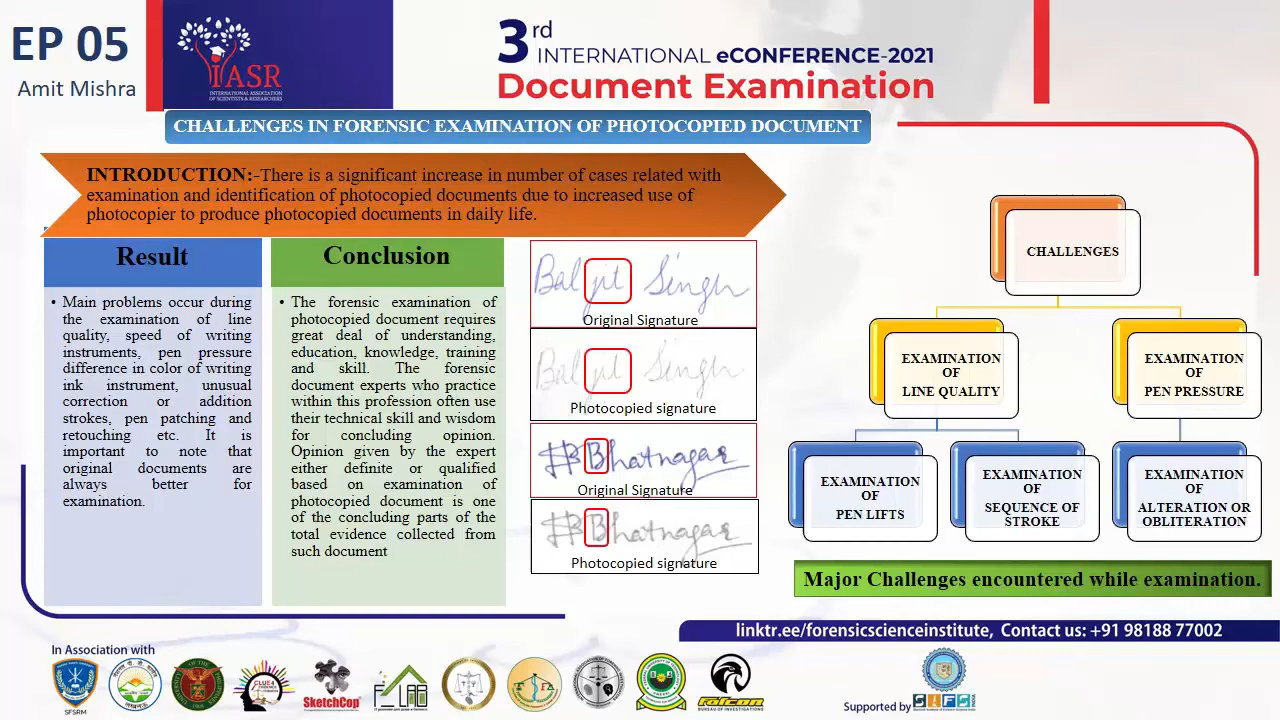 EP 05
Amit Mishra
IASR
INTERNATIONAL ASSOCIATION
OF SCIENTISTS & RESEARCHERS
3rd
INTERNATIONAL eCONFERENCE-2021
Document Examination
CHALLENGES IN FORENSIC EXAMINATION OF PHOTOCOPIED DOCUMENT
INTRODUCTION:-There is a significant increase in number of cases related with
examination and identification of photocopied documents due to increased use of
photocopier to produce photocopied documents in daily life.
Result
• Main problems occur during
the examination of line
quality, speed of writing
instruments, pen pressure
difference in color of writing
ink instrument, unusual
correction or addition
strokes, pen patching and
retouching etc. It is
important to note that
original documents are
always better for
examination.
Conclusion
• The forensic examination of
photocopied document requires
great deal of understanding,
education, knowledge, training
and skill. The forensic
document experts who practice
within this profession often use
their technical skill and wisdom
for concluding opinion.
Opinion given by the expert
either definite or qualified
based on examination of
photocopied document is one
of the concluding parts of the
total evidence collected from
such document
Baljit Singh
Original Signature
Baljit Singh
Photocopied signature
Bhatnagar
Original Signature
Bhatnagar
Photocopied signature
CHALLENGES
EXAMINATION
OF
LINE QUALITY
EXAMINATION
OF
PEN PRESSURE
EXAMINATION
OF
PEN LIFTS
EXAMINATION
OF
SEQUENCE OF
STROKE
EXAMINATION
OF
ALTERATION OR
OBLITERATION
Major Challenges encountered while examination.
linktr.ee/forensicscienceinstitute, Contact us: +91 98188 77002
In Association with
SFSRM
CLUE4
SketchCop
LAB
falcon
BUREAU OF INVESTIGATIONS
Supported by
SIFS